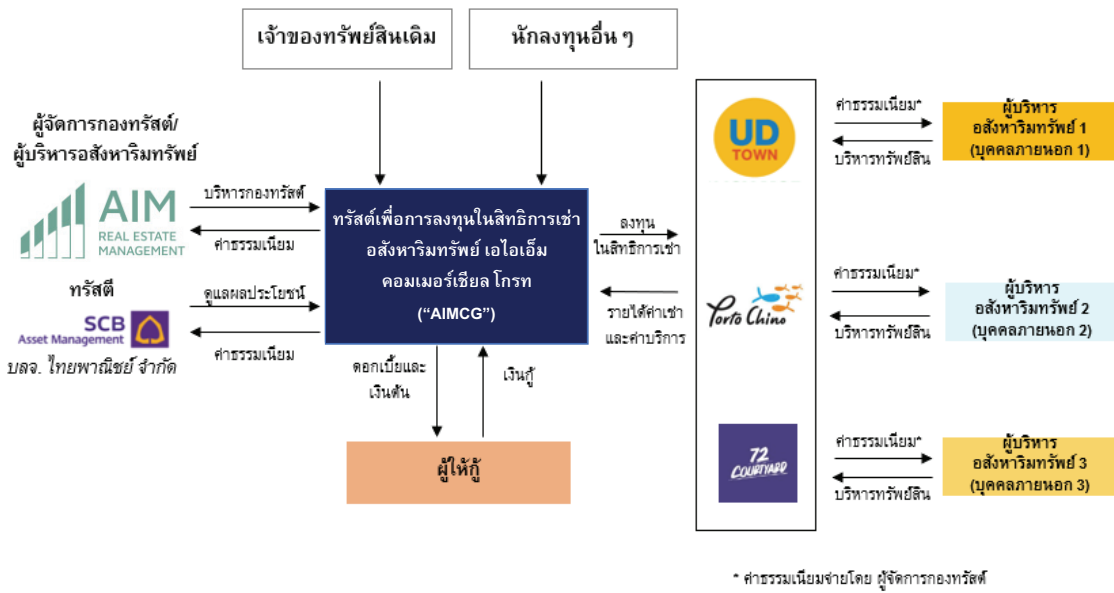 เจ้าของทรัพย์สินเดิม
นักลงทุนอื่น ๆ
ผู้จัดการกองทรัสต์/
ผู้บริหารอสังหาริมทรัพย์
AIM
REAL ESTATE
MANAGEMENT
บริหารกองทรัสต์
ค่าธรรมเนียม
ทรัสตี
SCB
Asset Management
บลจ. ไทยพาณิชย์ จำกัด
ดูแลผลประโยชน์
ค่าธรรมเนียม
ทรัสต์เพื่อการลงทุนในสิทธิการเช่า
อสังหาริมทรัพย์ เอไอเอ็ม
คอมเมอร์เชียล โกรท
(“AIMCG”)
ดอกเบี้ยและ
เงินต้น
เงินกู้
ผู้ให้กู้
ลงทุน
ในสิทธิการเช่า
รายได้ค่าเช่า
และค่าบริการ
UD
TOWN
ค่าธรรมเนียม*
บริหารทรัพย์สิน
ผู้บริหาร
อสังหาริมทรัพย์ 1
(บุคคลภายนอก 1)
Porto Chino
ค่าธรรมเนียม*
บริหารทรัพย์สิน
ผู้บริหาร
อสังหาริมทรัพย์ 2
(บุคคลภายนอก 2)
72
COURTYARD
ค่าธรรมเนียม*
บริหารทรัพย์สิน
ผู้บริหาร
อสังหาริมทรัพย์ 3
(บุคคลภายนอก 3)
* ค่าธรรมเนียมจ่ายโดย ผู้จัดการกองทรัสต์